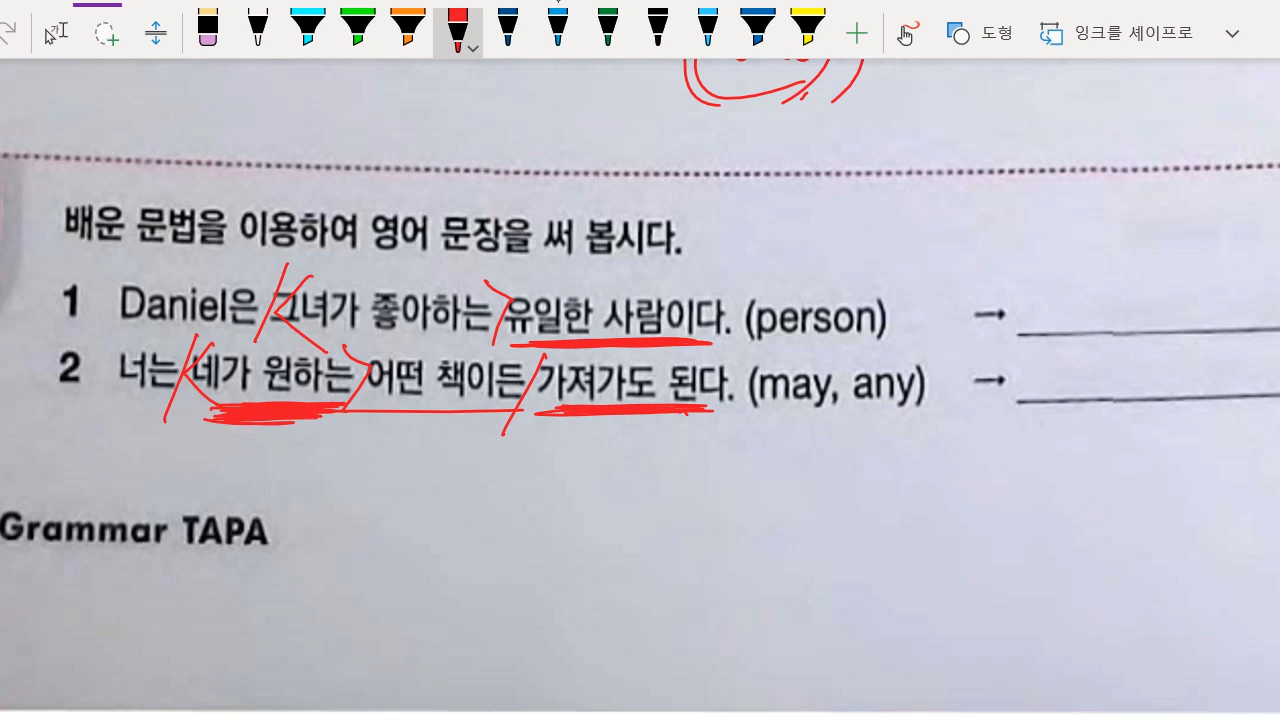 도형 잉크를 셰이프로
배운 문법을 이용하여 영어 문장을 써 봅시다.
1 Daniel은 그녀가 좋아하는 유일한 사람이다. (person) →
2 너는 네가 원하는 어떤 책이든 가져가도 된다. (may, any) →
Grammar TAPA